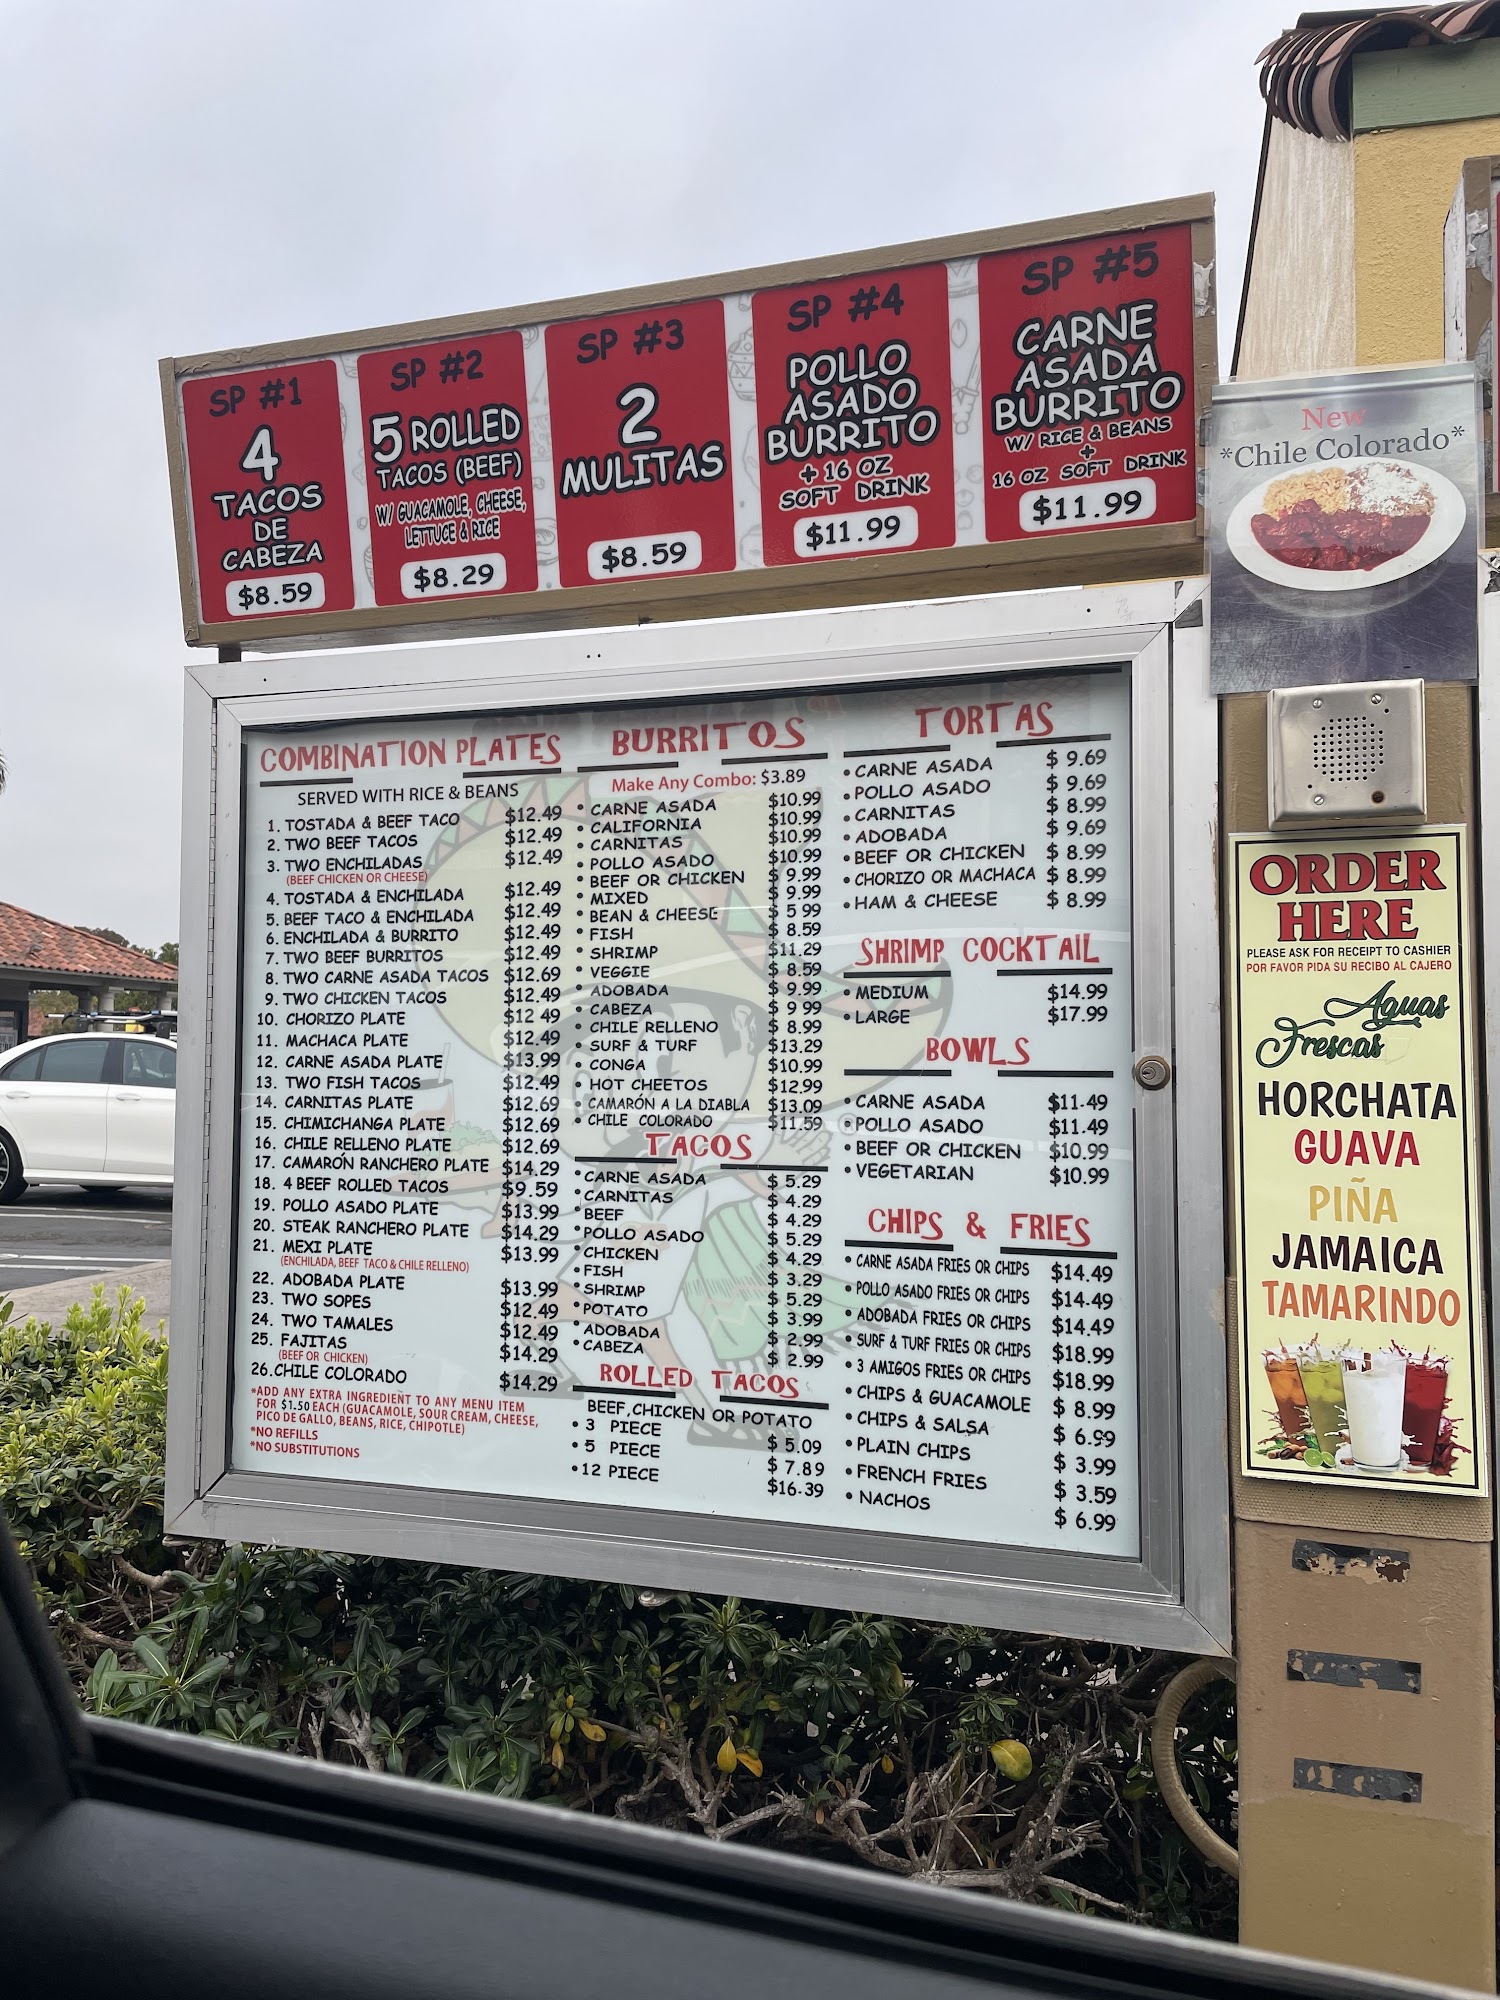 SP #1
4
TACOS
DE
CABEZA
$8.59
SP #2
5 ROLLED
TACOS (BEEF)
W/ GUACAMOLE, CHEESE,
LETTUCE & RICE
$8.29
SP #3
2
MULITAS
$8.59
SP #4
POLLO
ASADO
BURRITO
+ 16 OZ
SOFT DRINK
$11.99
SP #5
CARNE
ASADA
BURRITO
W/ RICE & BEANS
+
16 OZ SOFT DRINK
$11.99
COMBINATION PLATES
SERVED WITH RICE & BEANS
1. TOSTADA & BEEF TACO $12.49
2. TWO BEEF TACOS $12.49
3. TWO ENCHILADAS $12.49
(BEEF CHICKEN OR CHEESE)
4. TOSTADA & ENCHILADA $12.49
5. BEEF TACO & ENCHILADA $12.49
6. ENCHILADA & BURRITO $12.49
7. TWO BEEF BURRITOS $12.49
8. TWO CARNE ASADA TACOS $12.69
9. TWO CHICKEN TACOS $12.49
10. CHORIZO PLATE $12.49
11. MACHACA PLATE $12.49
12. CARNE ASADA PLATE $13.99
13. TWO FISH TACOS $12.49
14. CARNITAS PLATE $12.69
15. CHIMICHANGA PLATE $12.69
16. CHILE RELLENO PLATE $12.69
17. CAMARÓN RANCHERO PLATE $14.29
18. 4 BEEF ROLLED TACOS $9.59
19. POLLO ASADO PLATE $13.99
20. STEAK RANCHERO PLATE $14.29
21. MEXI PLATE $13.99
(ENCHILADA, BEEF TACO & CHILE RELLENO)
22. ADOBADA PLATE $13.99
23. TWO SOPES $12.49
24. TWO TAMALES $12.49
25. FAJITAS $14.29
(BEEF OR CHICKEN)
26.CHILE COLORADO $14.29
*ADD ANY EXTRA INGREDIENT TO ANY MENU ITEM
FOR $1.50 EACH (GUACAMOLE, SOUR CREAM, CHEESE,
PICO DE GALLO, BEANS, RICE, CHIPOTLE)
*NO REFILLS
*NO SUBSTITUTIONS
BURRITOS
Make Any Combo: $3.89
• CARNE ASADA $10.99
• CALIFORNIA $10.99
• CARNITAS $10.99
• POLLO ASADO $10.99
• BEEF OR CHICKEN $ 9.99
• MIXED $ 9.99
• BEAN & CHEESE $ 5 99
• FISH $ 8.59
• SHRIMP $11.29
• VEGGIE $ 8.59
• ADOBADA $ 9.99
• CABEZA $ 9 99
• CHILE RELLENO $ 8.99
• SURF & TURF $13.29
• CONGA $10.99
• HOT CHEETOS $12.99
• CAMARÓN A LA DIABLA $13.09
• CHILE COLORADO $11.59
TACOS
• CARNE ASADA $ 5.29
• CARNITAS $ 4.29
• BEEF $ 4.29
• POLLO ASADO $ 5.29
• CHICKEN $ 4.29
• FISH $ 3.29
• SHRIMP $ 5.29
• POTATO $ 3.99
• ADOBADA $ 2.99
• CABEZA $ 2.99
ROLLED TACOS
BEEF, CHICKEN OR POTATO
• 3 PIECE $ 5.09
• 5 PIECE $ 7.89
• 12 PIECE $16.39
TORTAS
• CARNE ASADA $ 9.69
• POLLO ASADO $ 9.69
• CARNITAS $ 8.99
• ADOBADA $ 9.69
• BEEF OR CHICKEN $ 8.99
• CHORIZO OR MACHACA $ 8.99
• HAM & CHEESE $ 8.99
SHRIMP COCKTAIL
• MEDIUM $14.99
• LARGE $17.99
BOWLS
• CARNE ASADA $11.49
• POLLO ASADO $11.49
• BEEF OR CHICKEN $10.99
• VEGETARIAN $10.99
CHIPS & FRIES
• CARNE ASADA FRIES OR CHIPS $14.49
• POLLO ASADO FRIES OR CHIPS $14.49
• ADOBADA FRIES OR CHIPS $14.49
• SURF & TURF FRIES OR CHIPS $18.99
• 3 AMIGOS FRIES OR CHIPS $18.99
• CHIPS & GUACAMOLE $ 8.99
• CHIPS & SALSA $ 6.99
• PLAIN CHIPS $ 3.99
• FRENCH FRIES $ 3.59
• NACHOS $ 6.99
New
*Chile Colorado*
ORDER
HERE
PLEASE ASK FOR RECEIPT TO CASHIER
POR FAVOR PIDA SU RECIBO AL CAJERO
Aguas
Frescas
HORCHATA
GUAVA
PIÑA
JAMAICA
TAMARINDO